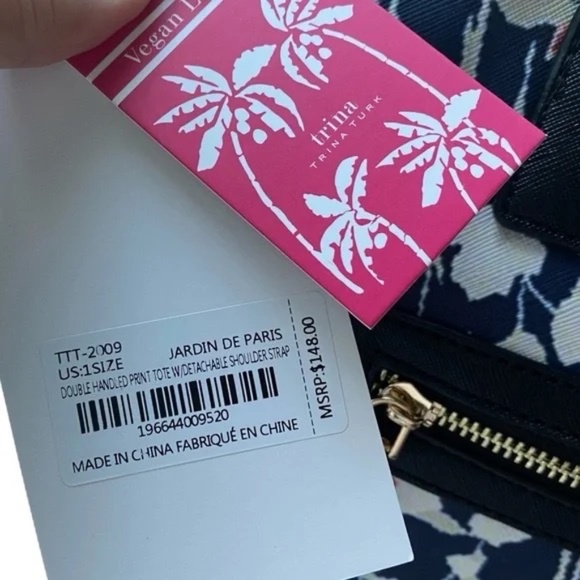 Vegan L
trina
TRINA TURK
TTT-2009 JARDIN DE PARIS
US:1SIZE
DOUBLE HANDLED PRINT TOTE W/DETACHABLE SHOULDER STRAP
196644009520
MADE IN CHINA FABRIQUÉ EN CHINE
MSRP:$148.00